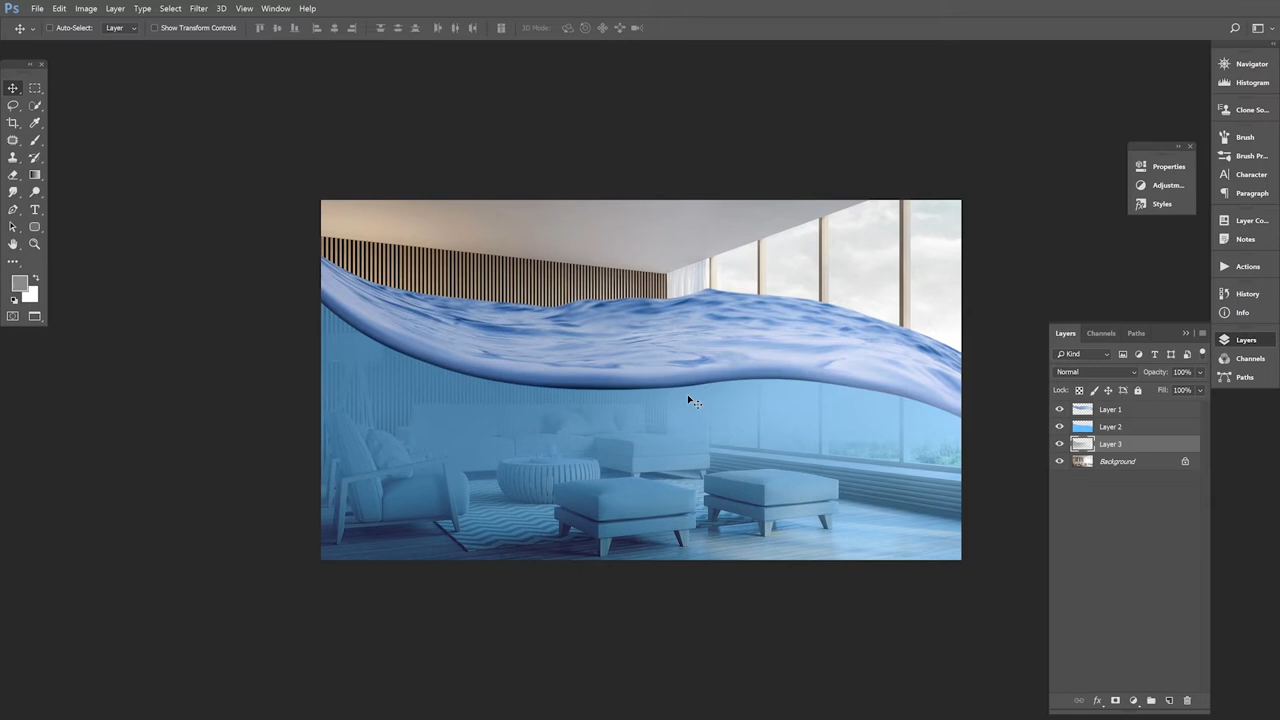 Ps File Edit Image Layer Type Select Filter 3D View Window Help
Auto-Select: Layer Show Transform Controls 3D Mode:
Navigator
Histogram
Clone So...
Brush
Brush Pr...
Character
Paragraph
Layer Co...
Notes
Actions
History
Info
Layers
Channels
Paths
Properties
Adjustm...
Styles
Layers Channels Paths
Kind
Normal Opacity: 100%
Lock: Fill: 100%
Layer 1
Layer 2
Layer 3
Background
fx